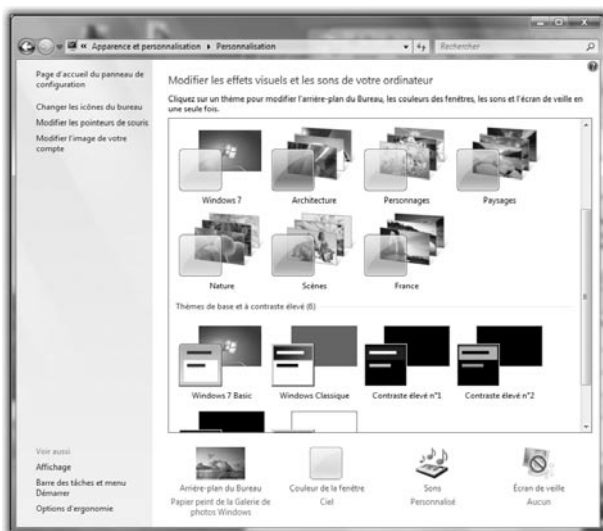 Apparence et personnalisation ▸ Personnalisation
Rechercher
Page d'accueil du panneau de
configuration
Changer les icônes du bureau
Modifier les pointeurs de souris
Modifier l'image de votre
compte
Modifier les effets visuels et les sons de votre ordinateur
Cliquez sur un thème pour modifier l'arrière-plan du Bureau, les couleurs des fenêtres, les sons et l'écran de veille en
une seule fois.
Windows 7
Architecture
Personnages
Paysages
Nature
Scènes
France
Thèmes de base et à contraste élevé (6)
Windows 7 Basic
Windows Classique
Contraste élevé n°1
Contraste élevé n°2
Voir aussi
Affichage
Barre des tâches et menu
Démarrer
Options d'ergonomie
Arrière-plan du Bureau
Papier peint de la Galerie de
photos Windows
Couleur de la fenêtre
Ciel
Sons
Personnalisé
Écran de veille
Aucun